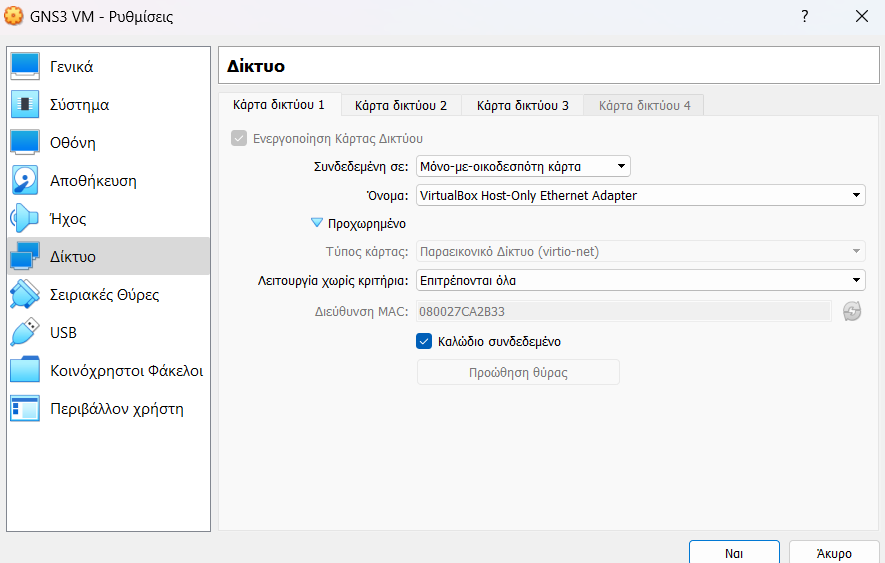 GNS3 VM - Ρυθμίσεις
?
Γενικά
Σύστημα
Οθόνη
Αποθήκευση
Ήχος
Δίκτυο
Σειριακές Θύρες
USB
Κοινόχρηστοι Φάκελοι
Περιβάλλον χρήστη
Δίκτυο
Κάρτα δικτύου 1 Κάρτα δικτύου 2 Κάρτα δικτύου 3 Κάρτα δικτύου 4
Ενεργοποίηση Κάρτας Δικτύου
Συνδεδεμένη σε: Μόνο-με-οικοδεσπότη κάρτα
Όνομα: VirtualBox Host-Only Ethernet Adapter
Προχωρημένο
Τύπος κάρτας: Παραεικονικό Δίκτυο (virtio-net)
Λειτουργία χωρίς κριτήρια: Επιτρέπονται όλα
Διεύθυνση MAC: 080027CA2B33
Καλώδιο συνδεδεμένο
Προώθηση θύρας
Ναι Άκυρο